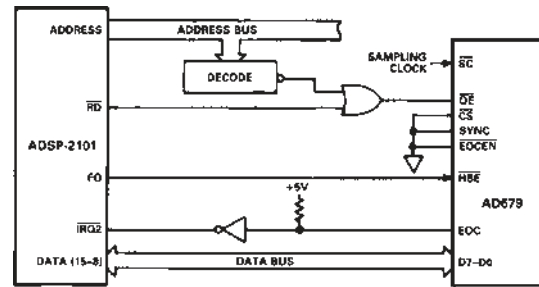 ADDRESS
ADDRESS BUS
DECODE
SAMPLING
CLOCK
SC
OE
CS
SYNC
EOCEN
RD
ADSP-2101
FO
HBE
+5V
AD679
IRQ2
EOC
DATA (15–8)
DATA BUS
D7–D0